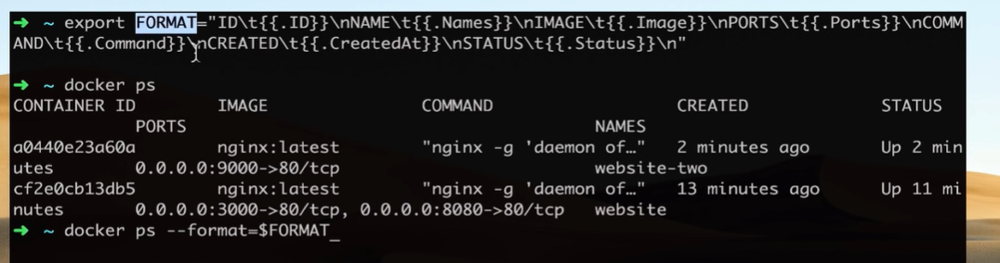 ➜ ~ export FORMAT="ID\t{{.ID}}\nNAME\t{{.Names}}\nIMAGE\t{{.Image}}\nPORTS\t{{.Ports}}\nCOMM
AND\t{{.Command}}\nCREATED\t{{.CreatedAt}}\nSTATUS\t{{.Status}}\n"
➜ ~ docker ps
CONTAINER ID IMAGE COMMAND CREATED STATUS
PORTS NAMES
a0440e23a60a nginx:latest "nginx -g 'daemon of…" 2 minutes ago Up 2 min
utes 0.0.0.0:9000->80/tcp website-two
cf2e0cb13db5 nginx:latest "nginx -g 'daemon of…" 13 minutes ago Up 11 mi
nutes 0.0.0.0:3000->80/tcp, 0.0.0.0:8080->80/tcp website
➜ ~ docker ps --format=$FORMAT_